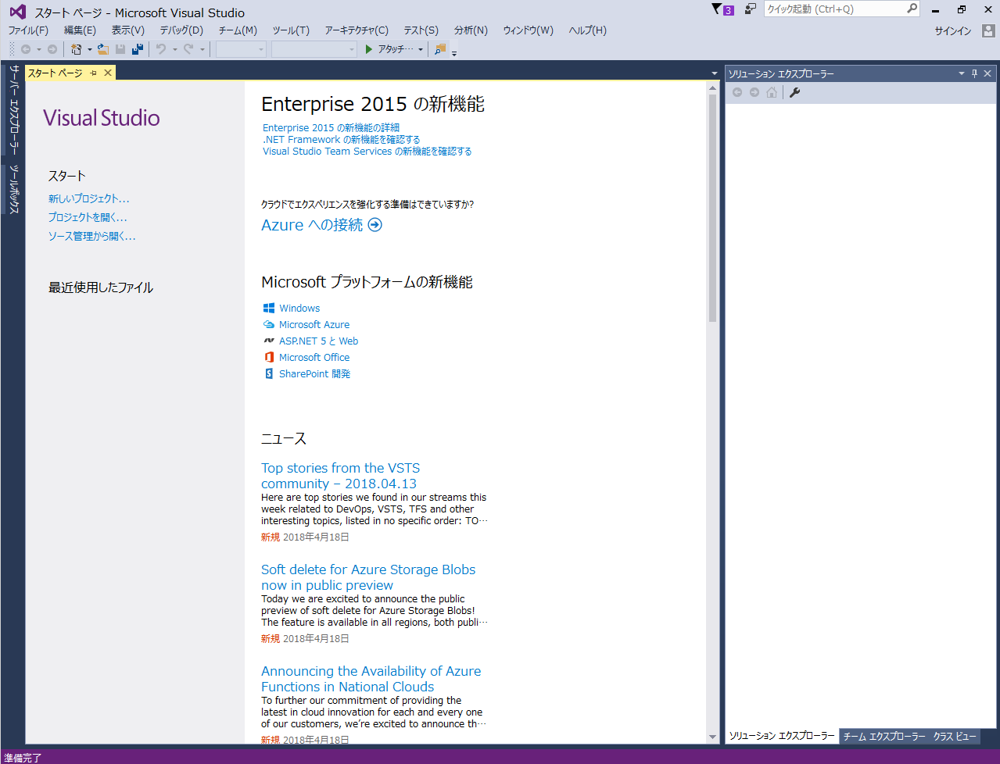 スタート ページ - Microsoft Visual Studio
3
クイック起動 (Ctrl+Q)
ファイル(F) 編集(E) 表示(V) デバッグ(D) チーム(M) ツール(T) アーキテクチャ(C) テスト(S) 分析(N) ウィンドウ(W) ヘルプ(H)
サインイン
アタッチ…
サーバー エクスプローラー
ツールボックス
スタート ページ
Visual Studio
スタート
新しいプロジェクト...
プロジェクトを開く...
ソース管理から開く...
最近使用したファイル
Enterprise 2015 の新機能
Enterprise 2015 の新機能の詳細
.NET Framework の新機能を確認する
Visual Studio Team Services の新機能を確認する
クラウドでエクスペリエンスを強化する準備はできていますか?
Azure への接続
Microsoft プラットフォームの新機能
Windows
Microsoft Azure
ASP.NET 5 と Web
Microsoft Office
SharePoint 開発
ニュース
Top stories from the VSTS
community – 2018.04.13
Here are top stories we found in our streams this
week related to DevOps, VSTS, TFS and other
interesting topics, listed in no specific order: TO…
新規 2018年4月18日
Soft delete for Azure Storage Blobs
now in public preview
Today we are excited to announce the public
preview of soft delete for Azure Storage Blobs!
The feature is available in all regions, both publi…
新規 2018年4月18日
Announcing the Availability of Azure
Functions in National Clouds
To further our commitment of providing the
latest in cloud innovation for each and every one
of our customers, we're excited to announce th…
新規 2018年4月18日
ソリューション エクスプローラー
ソリューション エクスプローラー チーム エクスプローラー クラス ビュー
準備完了